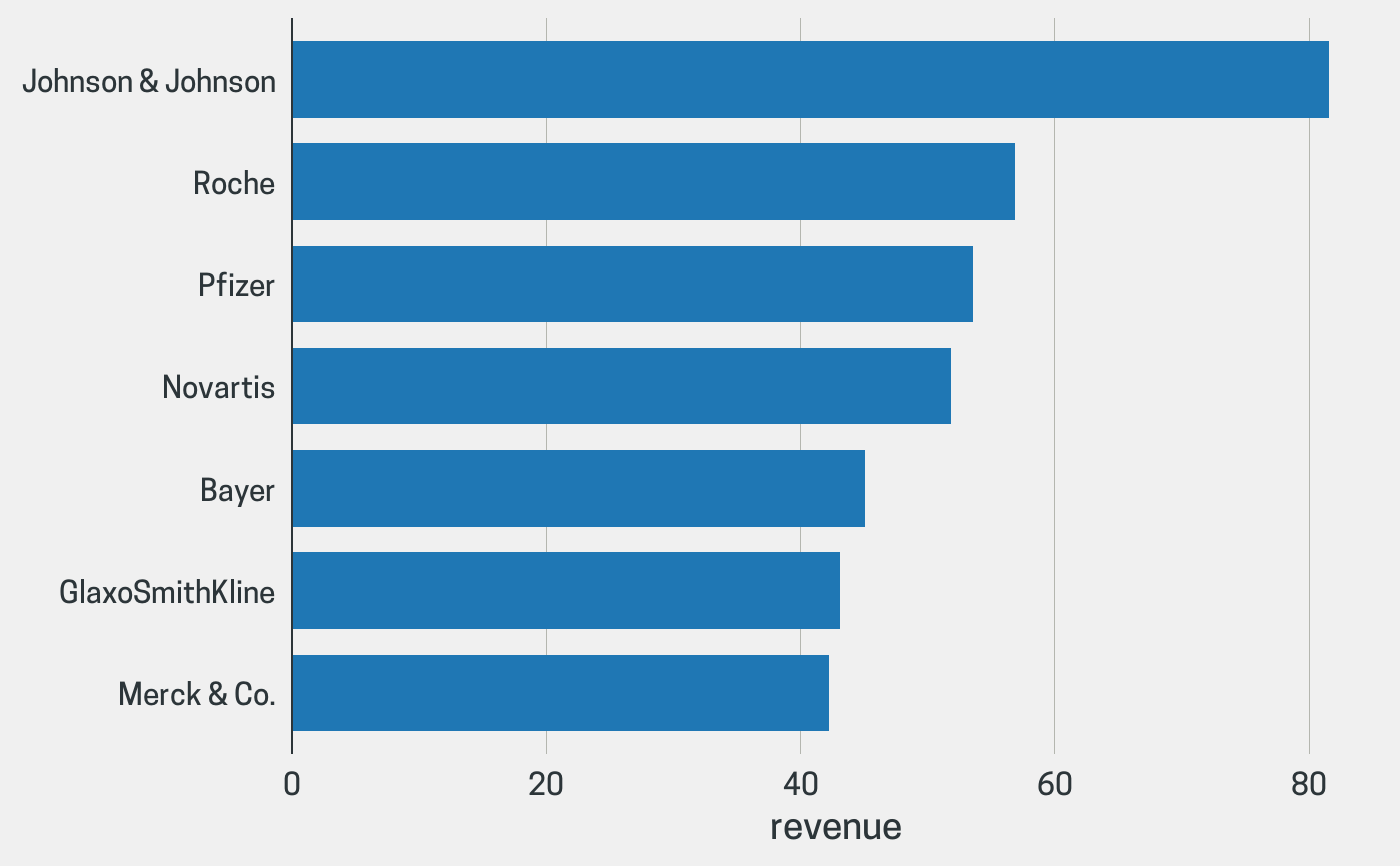 Johnson & Johnson
Roche
Pfizer
Novartis
Bayer
GlaxoSmithKline
Merck & Co.
0 20 40 60 80
revenue